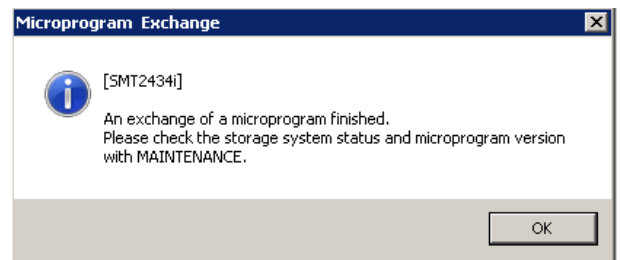 Microprogram Exchange
[SMT2434i]
An exchange of a microprogram finished.
Please check the storage system status and microprogram version
with MAINTENANCE.
OK